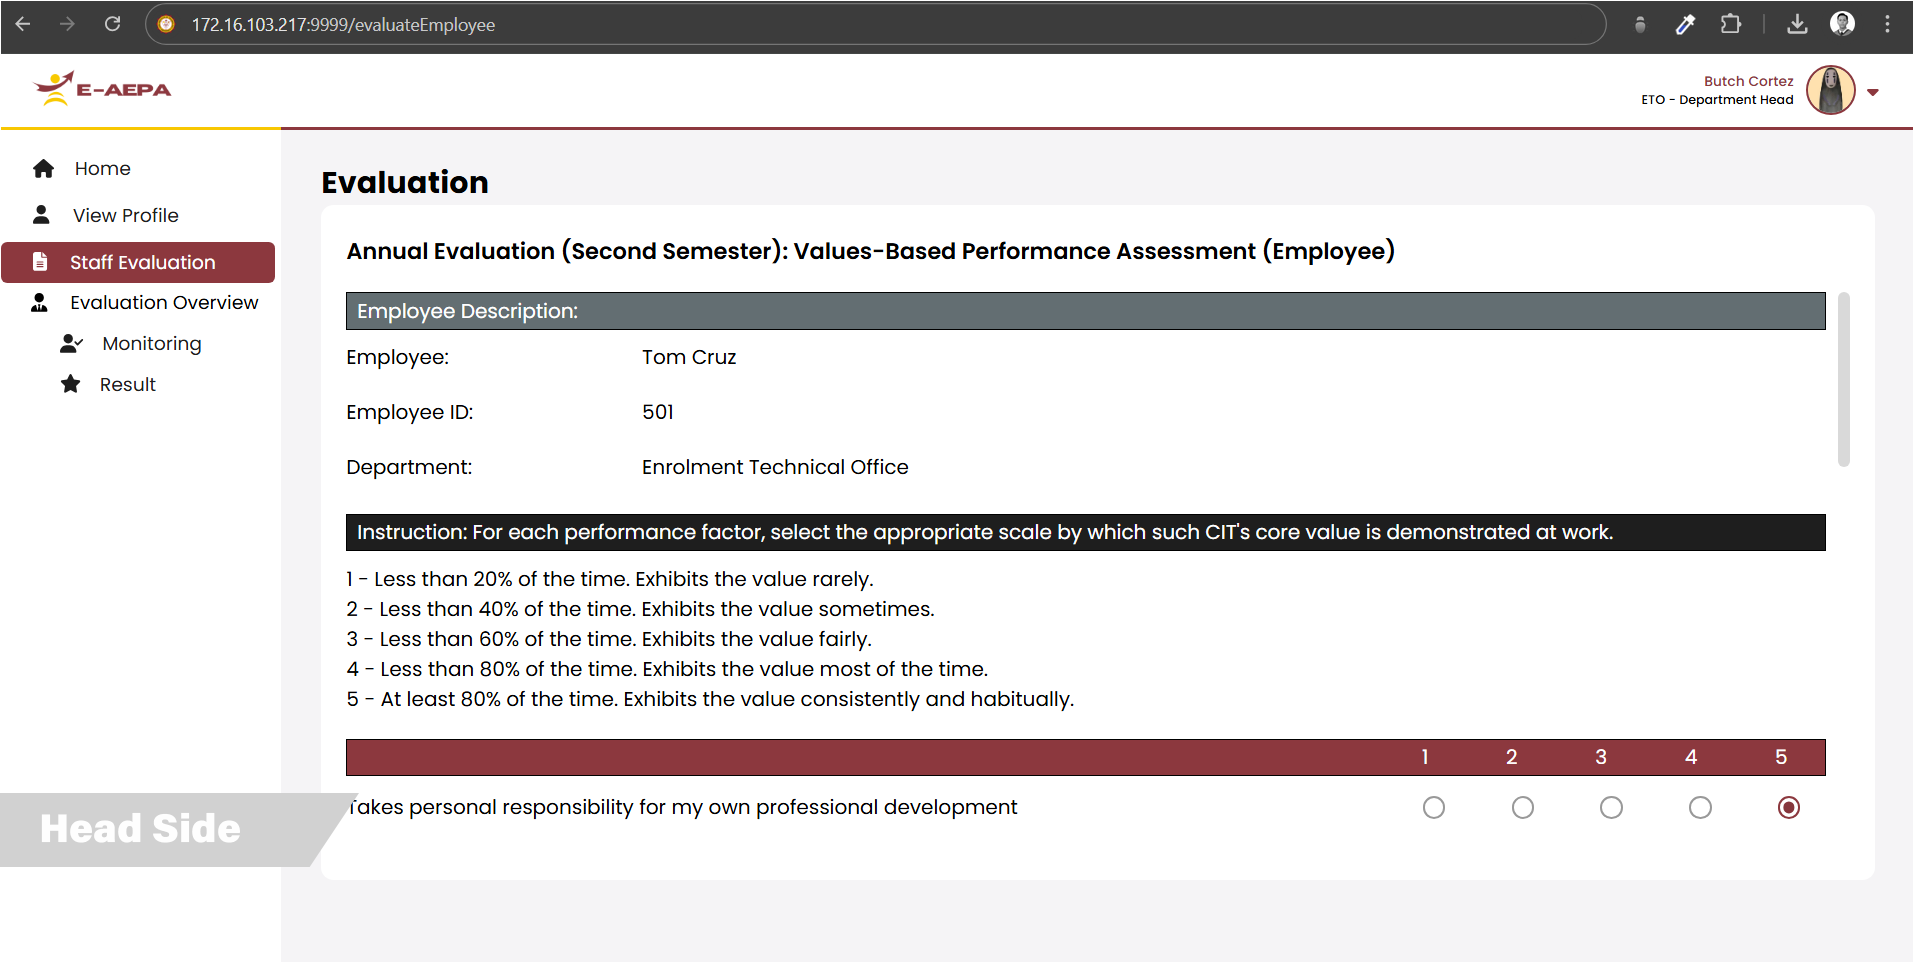 172.16.103.217:9999/evaluateEmployee
E-AEPA
Butch Cortez
ETO - Department Head
Home
View Profile
Staff Evaluation
Evaluation Overview
Monitoring
Result
Evaluation
Annual Evaluation (Second Semester): Values-Based Performance Assessment (Employee)
Employee Description:
Employee: Tom Cruz
Employee ID: 501
Department: Enrolment Technical Office
Instruction: For each performance factor, select the appropriate scale by which such CIT's core value is demonstrated at work.
1 - Less than 20% of the time. Exhibits the value rarely.
2 - Less than 40% of the time. Exhibits the value sometimes.
3 - Less than 60% of the time. Exhibits the value fairly.
4 - Less than 80% of the time. Exhibits the value most of the time.
5 - At least 80% of the time. Exhibits the value consistently and habitually.
1 2 3 4 5
Takes personal responsibility for my own professional development
Head Side